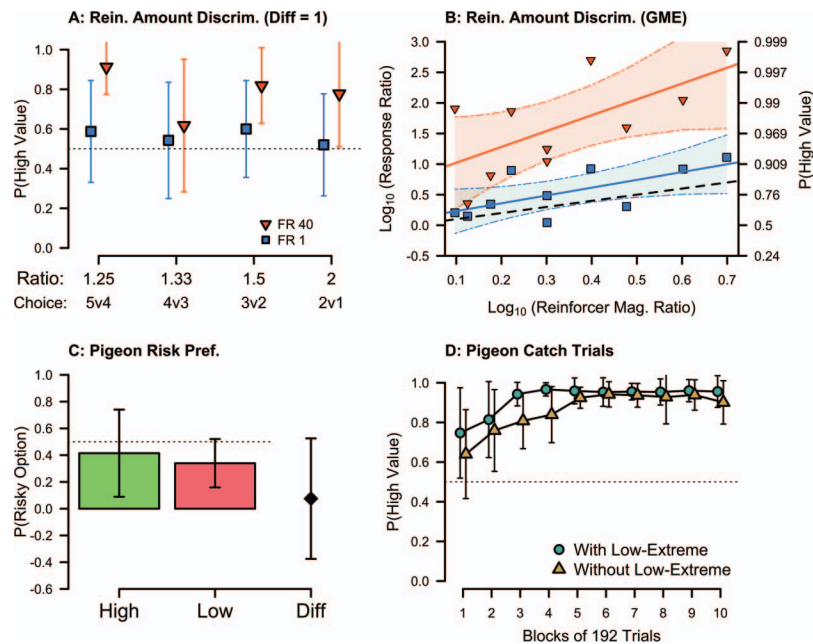 A: Rein. Amount Discrim. (Diff = 1)
P(High Value)
1.0
0.8
0.6
0.4
0.2
0.0
FR 40
FR 1
Ratio: 1.25 1.33 1.5 2
Choice: 5v4 4v3 3v2 2v1
B: Rein. Amount Discrim. (GME)
Log10 (Response Ratio)
3.0
2.5
2.0
1.5
1.0
0.5
0.0
-0.5
0.999
0.997
0.99
0.969
0.909
0.76
0.5
0.24
P(High Value)
0.1 0.2 0.3 0.4 0.5 0.6 0.7
Log10 (Reinforcer Mag. Ratio)
C: Pigeon Risk Pref.
P(Risky Option)
1.0
0.8
0.6
0.4
0.2
0.0
-0.2
-0.4
-0.6
High Low Diff
D: Pigeon Catch Trials
P(High Value)
1.0
0.8
0.6
0.4
0.2
0.0
With Low-Extreme
Without Low-Extreme
1 2 3 4 5 6 7 8 9 10
Blocks of 192 Trials